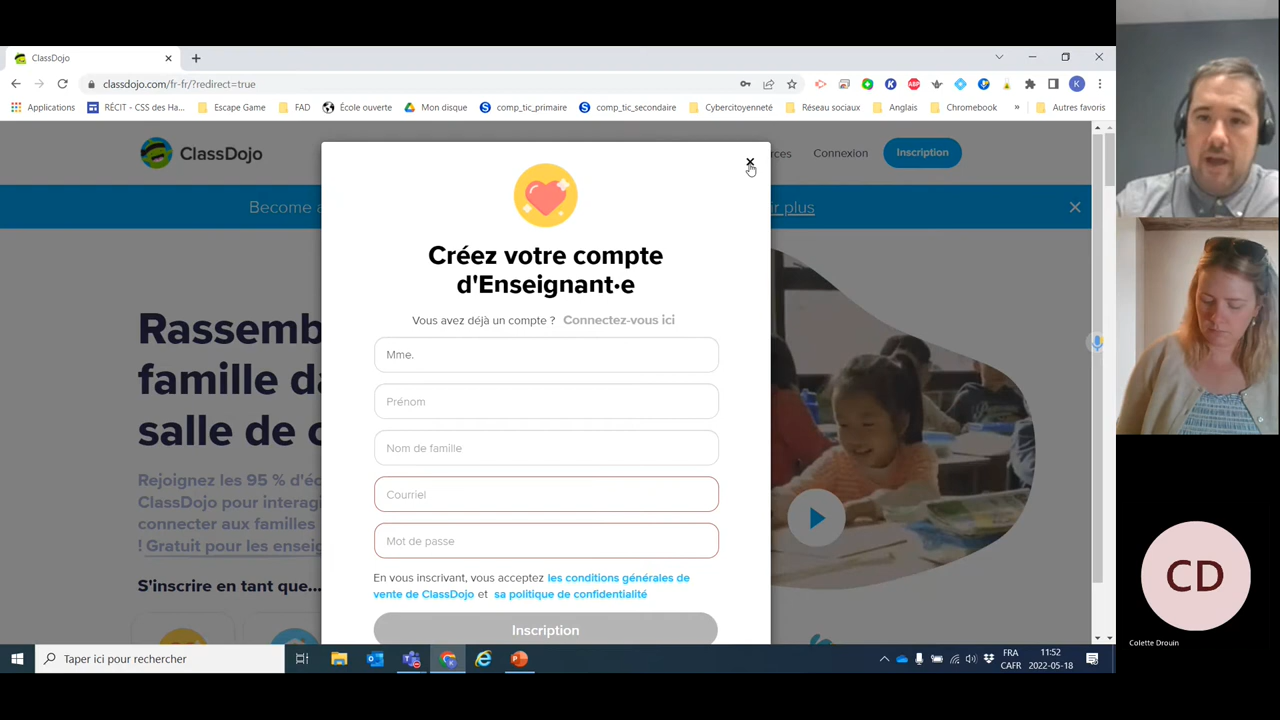 ClassDojo
classdojo.com/fr-fr/?redirect=true
Applications
RÉCIT - CSS des Ha...
Escape Game
FAD
École ouverte
Mon disque
comp_tic_primaire
comp_tic_secondaire
Cybercitoyenneté
Réseau sociaux
Anglais
Chromebook
»
Autres favoris
ClassDojo
rces
Connexion
Inscription
Become a
ir plus
Créez votre compte
d'Enseignant·e
Vous avez déjà un compte ? Connectez-vous ici
Mme.
Prénom
Nom de famille
Courriel
Mot de passe
En vous inscrivant, vous acceptez les conditions générales de
vente de ClassDojo et sa politique de confidentialité
Inscription
Rassemb
famille da
salle de c
Rejoignez les 95 % d'éc
ClassDojo pour interag
connecter aux familles
! Gratuit pour les enseig
S'inscrire en tant que...
CD
Colette Drouin
Taper ici pour rechercher
FRA
CAFR
11:52
2022-05-18